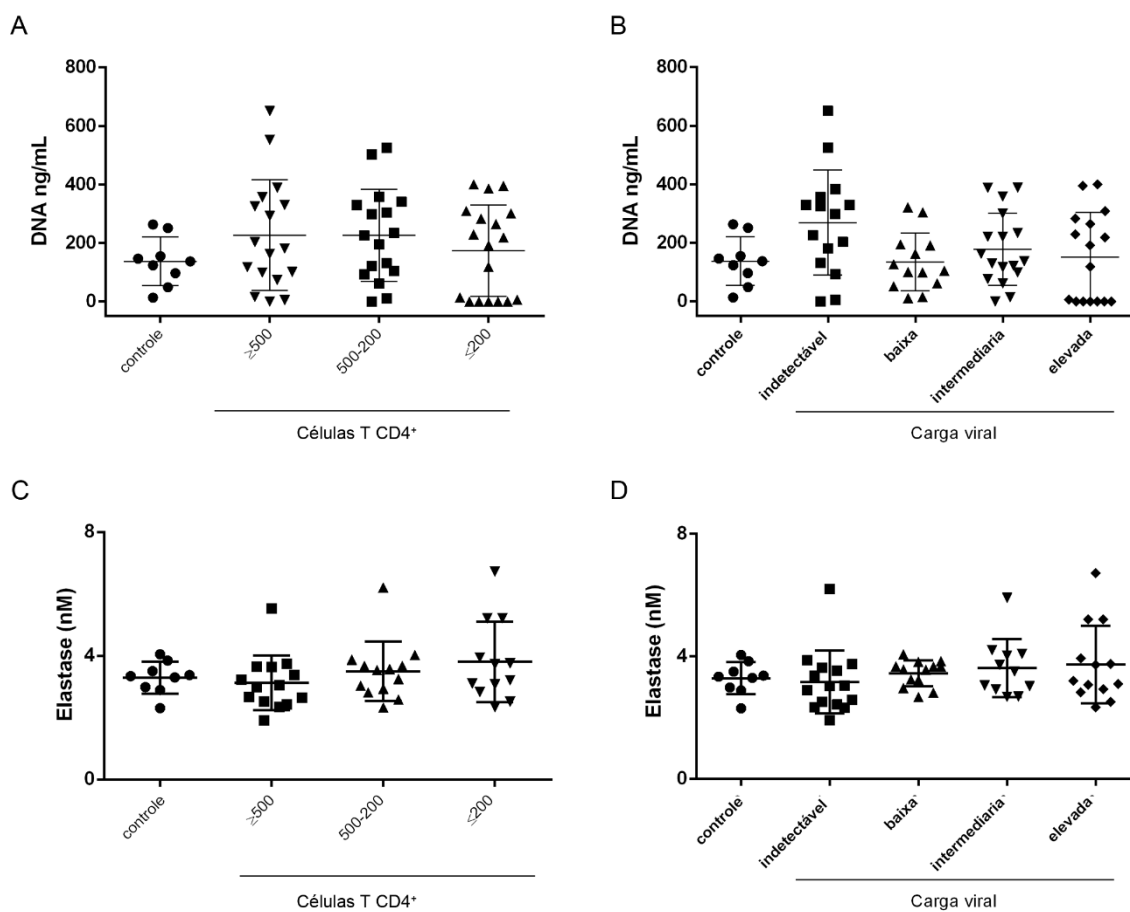 A
DNA ng/mL
800
600
400
200
0
controle
≥500
500-200
≤200
Células T CD4⁺
B
DNA ng/mL
800
600
400
200
0
controle
indetectável
baixa
intermediaria
elevada
Carga viral
C
Elastase (nM)
8
4
0
controle
≥500
500-200
≤200
Células T CD4⁺
D
Elastase (nM)
8
4
0
controle
indetectável
baixa
intermediaria
elevada
Carga viral